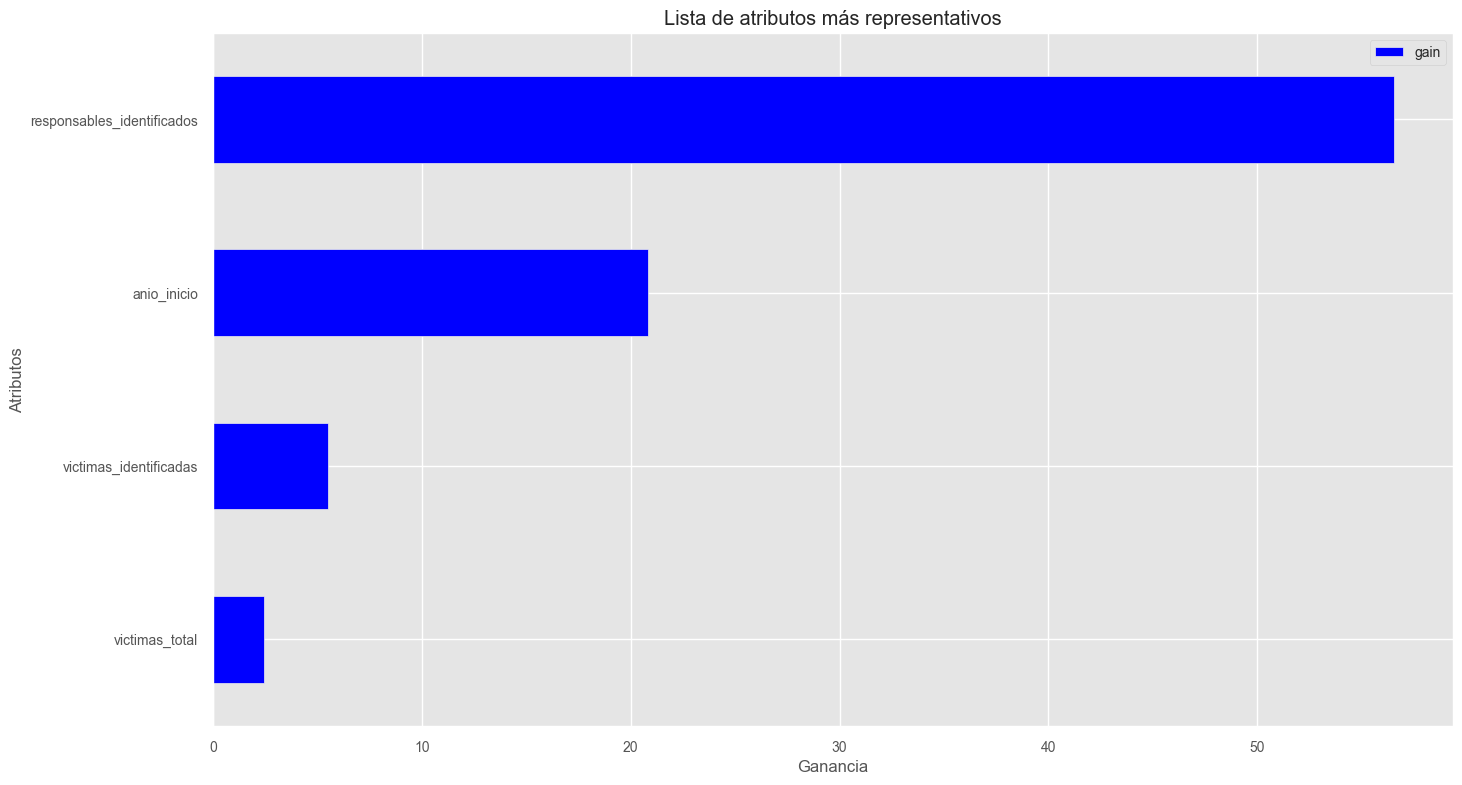 Lista de atributos más representativos
gain
responsables_identificados
anio_inicio
victimas_identificadas
victimas_total
Atributos
0 10 20 30 40 50
Ganancia